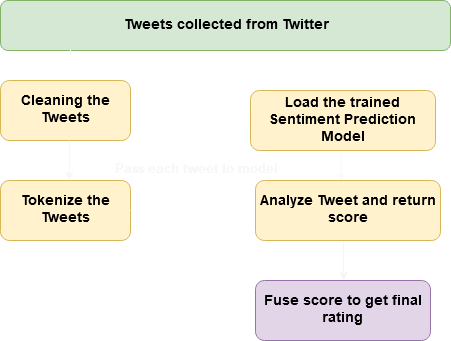 Tweets collected from Twitter
Cleaning the
Tweets
Load the trained
Sentiment Prediction
Model
Pass each tweet to model
Tokenize the
Tweets
Analyze Tweet and return
score
Fuse score to get final
rating